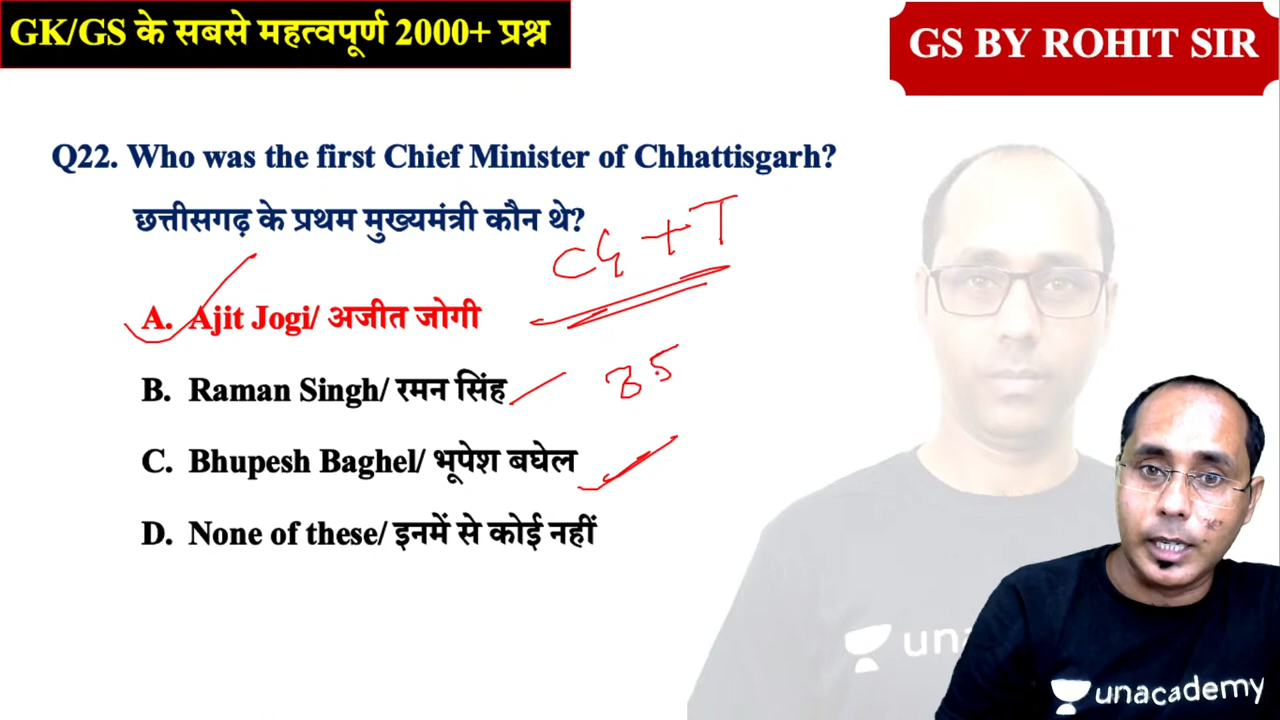 GK/GS के सबसे महत्वपूर्ण 2000+ प्रश्न
GS BY ROHIT SIR
Q22. Who was the first Chief Minister of Chhattisgarh?
छत्तीसगढ़ के प्रथम मुख्यमंत्री कौन थे?
CG + T
A. Ajit Jogi/ अजीत जोगी
B. Raman Singh/ रमन सिंह
35
C. Bhupesh Baghel/ भूपेश बघेल
D. None of these/ इनमें से कोई नहीं
unacademy